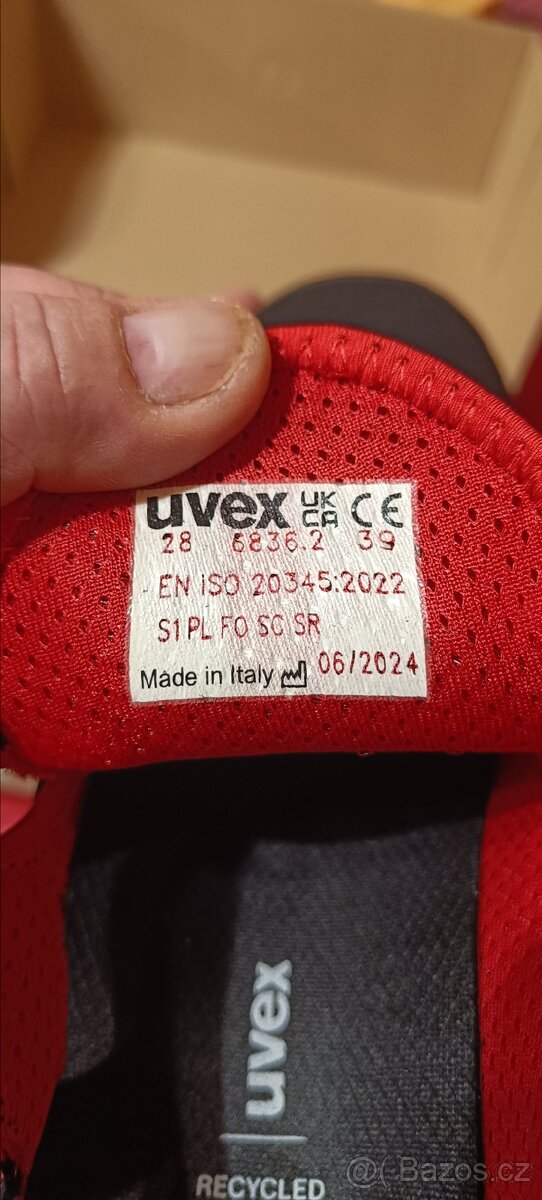 uvex UK CA CE
28 6836.2 39
EN ISO 20345:2022
S1 PL FO SC SR
Made in Italy 06/2024
uvex
RECYCLED
@ Bazos.cz